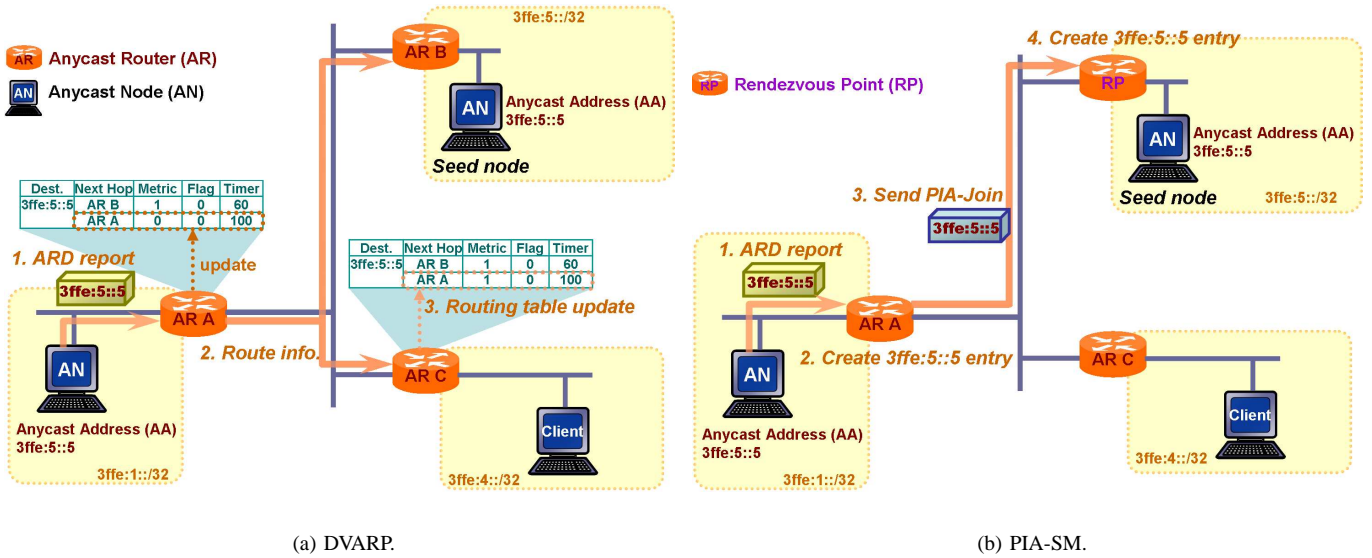 3ffe:5::/32
AR B
AR Anycast Router (AR)
AN Anycast Node (AN)
AN
Anycast Address (AA)
3ffe:5::5
Seed node
Dest. Next Hop Metric Flag Timer
3ffe:5::5 AR B 1 0 60
AR A 0 0 100
1. ARD report
update
3ffe:5::5
Dest. Next Hop Metric Flag Timer
3ffe:5::5 AR B 1 0 60
AR A 1 0 100
3. Routing table update
AR A
2. Route info.
AN
AR C
Client
Anycast Address (AA)
3ffe:5::5
3ffe:1::/32
3ffe:4::/32
(a) DVARP.
4. Create 3ffe:5::5 entry
RP Rendezvous Point (RP)
RP
AN
Anycast Address (AA)
3ffe:5::5
Seed node
3ffe:5::/32
3. Send PIA-Join
3ffe:5::5
1. ARD report
3ffe:5::5
AR A
2. Create 3ffe:5::5 entry
AN
AR C
Client
Anycast Address (AA)
3ffe:5::5
3ffe:1::/32
3ffe:4::/32
(b) PIA-SM.